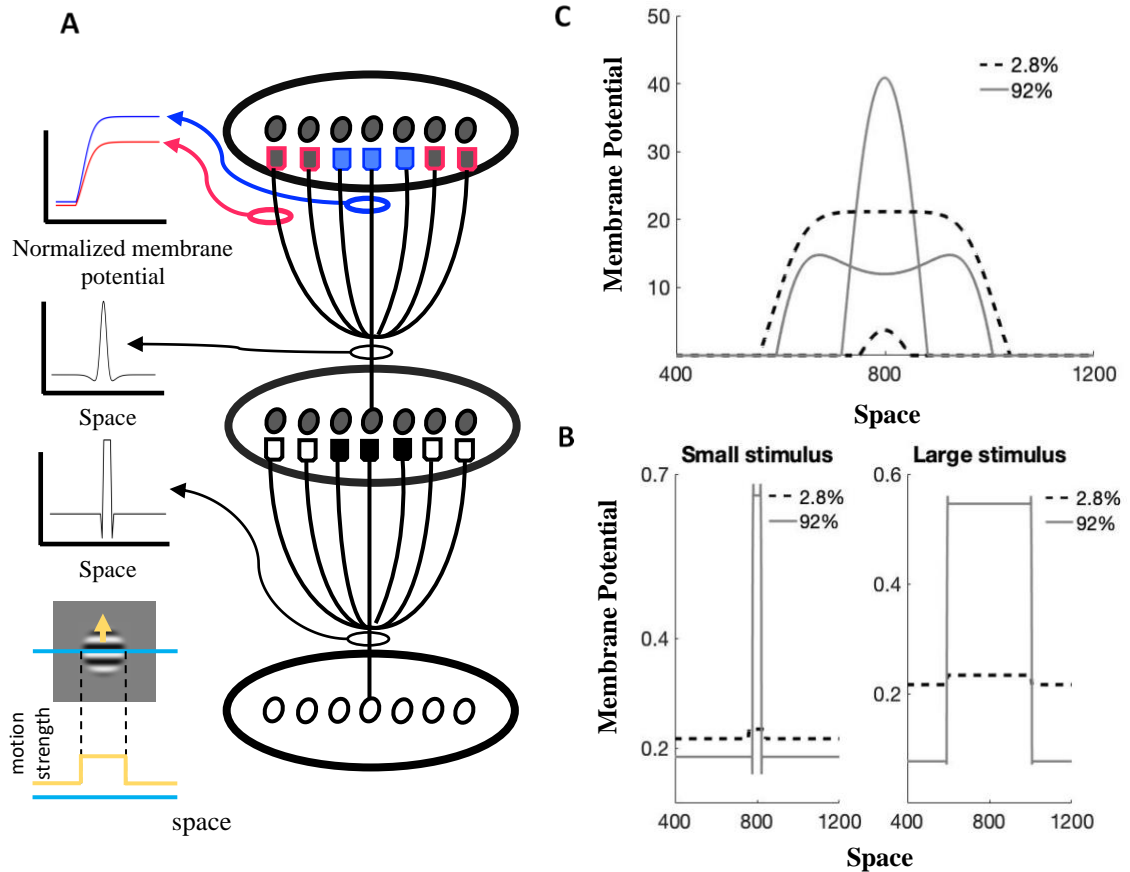 A
Normalized membrane
potential
Space
Space
motion
strength
space
C
Membrane Potential
50
40
30
20
10
2.8%
92%
400
800
1200
Space
B
Small stimulus
Membrane Potential
0.7
0.4
0.2
2.8%
92%
400
800
1200
Large stimulus
0.6
0.4
0.2
2.8%
92%
400
800
1200
Space